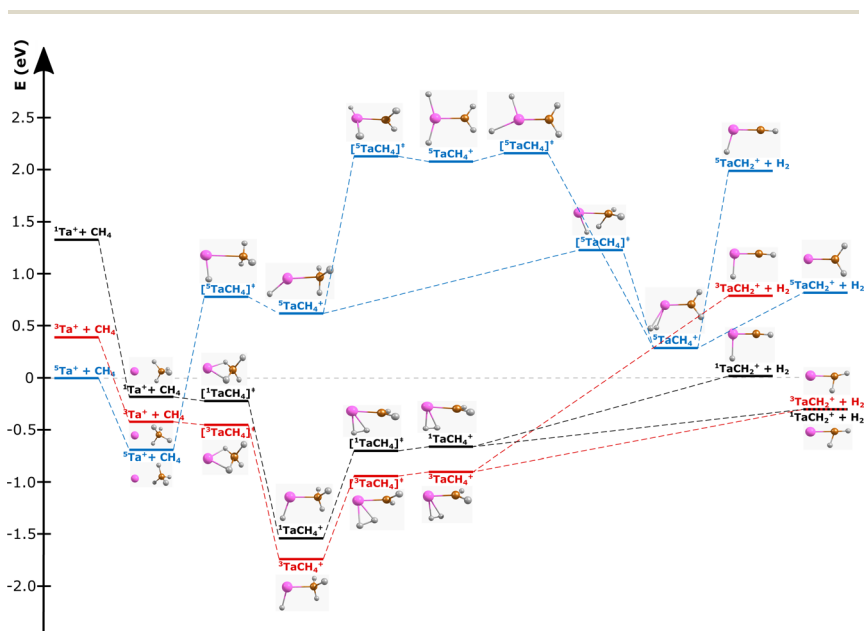 E (eV)
2.5
2.0
1.5
1.0
0.5
0
-0.5
-1.0
-1.5
-2.0
[⁵TaCH₄]‡
⁵TaCH₄⁺
[⁵TaCH₄]‡
⁵TaCH₂⁺ + H₂
¹Ta⁺+ CH₄
[⁵TaCH₄]‡
[⁵TaCH₄]‡
⁵TaCH₄⁺
³TaCH₂⁺ + H₂
⁵TaCH₂⁺ + H₂
³Ta⁺ + CH₄
⁵TaCH₄⁺
⁵Ta⁺ + CH₄
¹TaCH₂⁺ + H₂
¹Ta⁺+ CH₄
[¹TaCH₄]‡
³Ta⁺ + CH₄
[³TaCH₄]‡
³TaCH₂⁺ + H₂
¹TaCH₂⁺ + H₂
[¹TaCH₄]‡
¹TaCH₄⁺
⁵Ta⁺+ CH₄
[³TaCH₄]‡
³TaCH₄⁺
¹TaCH₄⁺
³TaCH₄⁺